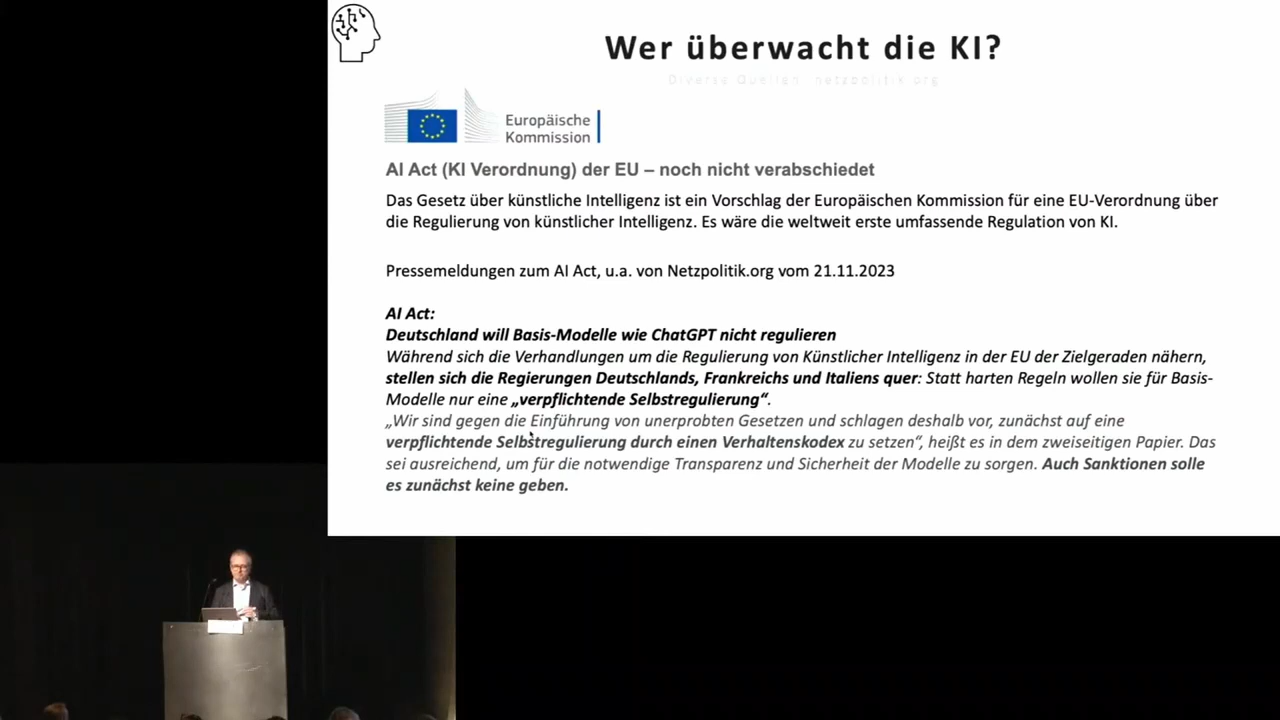 Wer überwacht die KI?
Diverse Quellen: netzpolitik.org
Europäische
Kommission
AI Act (KI Verordnung) der EU – noch nicht verabschiedet
Das Gesetz über künstliche Intelligenz ist ein Vorschlag der Europäischen Kommission für eine EU-Verordnung über
die Regulierung von künstlicher Intelligenz. Es wäre die weltweit erste umfassende Regulation von KI.
Pressemeldungen zum AI Act, u.a. von Netzpolitik.org vom 21.11.2023
AI Act:
Deutschland will Basis-Modelle wie ChatGPT nicht regulieren
Während sich die Verhandlungen um die Regulierung von Künstlicher Intelligenz in der EU der Zielgeraden nähern,
stellen sich die Regierungen Deutschlands, Frankreichs und Italiens quer: Statt harten Regeln wollen sie für Basis-
Modelle nur eine „verpflichtende Selbstregulierung“.
„Wir sind gegen die Einführung von unerprobten Gesetzen und schlagen deshalb vor, zunächst auf eine
verpflichtende Selbstregulierung durch einen Verhaltenskodex zu setzen“, heißt es in dem zweiseitigen Papier. Das
sei ausreichend, um für die notwendige Transparenz und Sicherheit der Modelle zu sorgen. Auch Sanktionen solle
es zunächst keine geben.